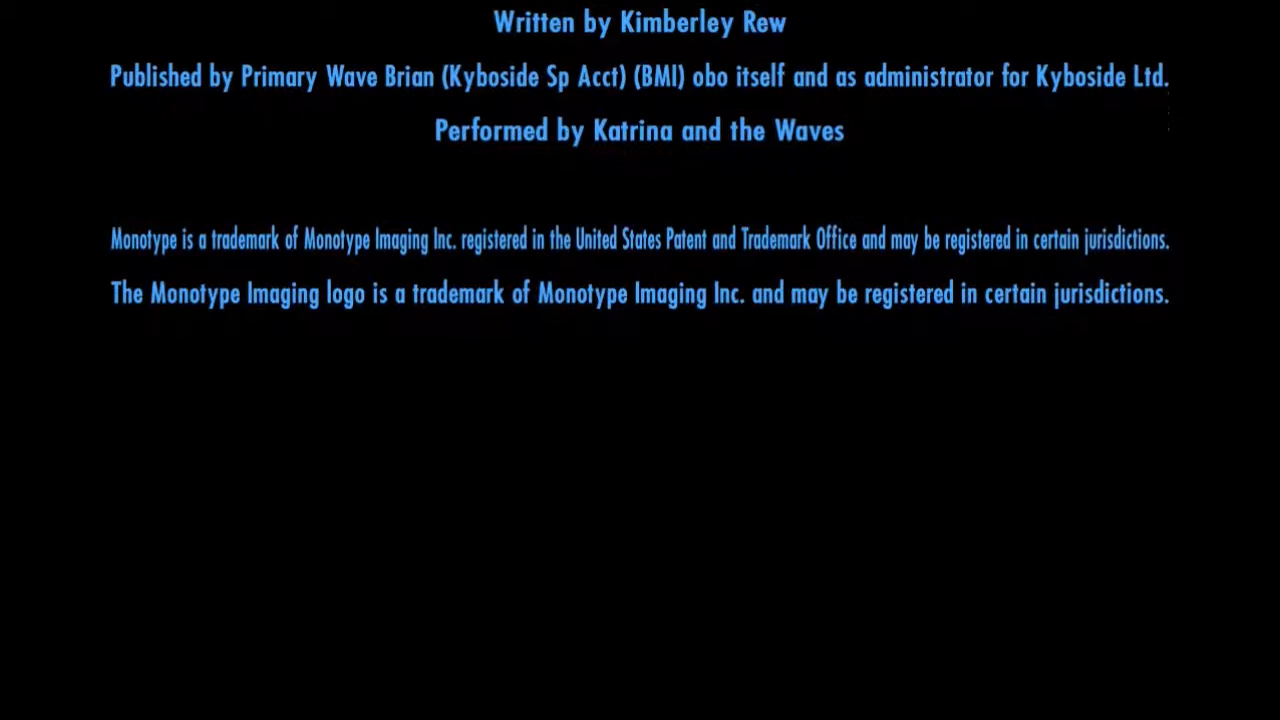 Written by Kimberley Rew
Published by Primary Wave Brian (Kyboside Sp Acct) (BMI) obo itself and as administrator for Kyboside Ltd.
Performed by Katrina and the Waves
Monotype is a trademark of Monotype Imaging Inc. registered in the United States Patent and Trademark Office and may be registered in certain jurisdictions.
The Monotype Imaging logo is a trademark of Monotype Imaging Inc. and may be registered in certain jurisdictions.